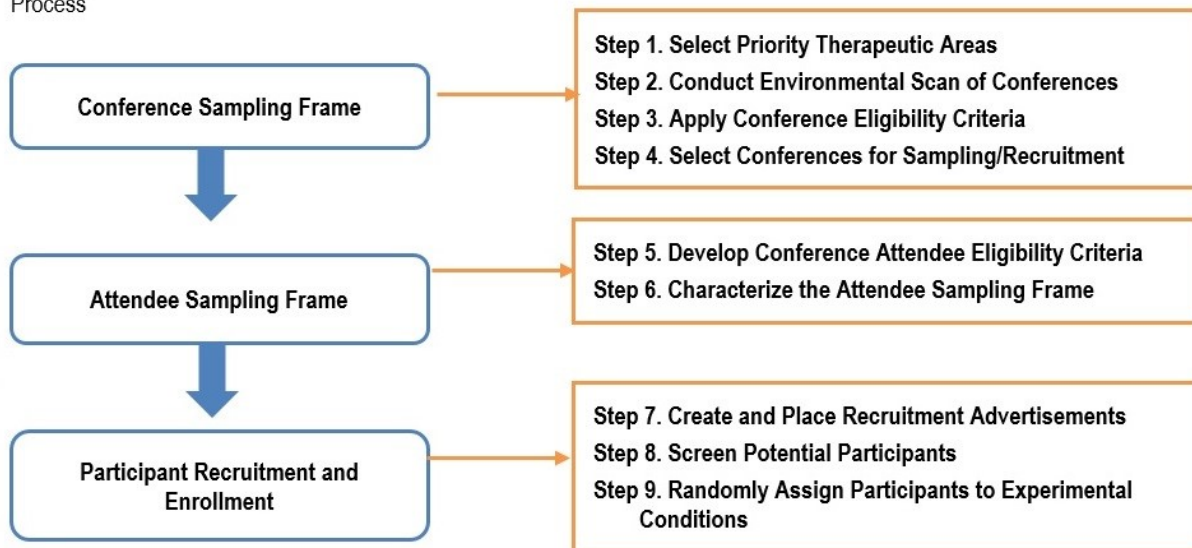 Process
Conference Sampling Frame
Step 1. Select Priority Therapeutic Areas
Step 2. Conduct Environmental Scan of Conferences
Step 3. Apply Conference Eligibility Criteria
Step 4. Select Conferences for Sampling/Recruitment
Attendee Sampling Frame
Step 5. Develop Conference Attendee Eligibility Criteria
Step 6. Characterize the Attendee Sampling Frame
Participant Recruitment and
Enrollment
Step 7. Create and Place Recruitment Advertisements
Step 8. Screen Potential Participants
Step 9. Randomly Assign Participants to Experimental
Conditions